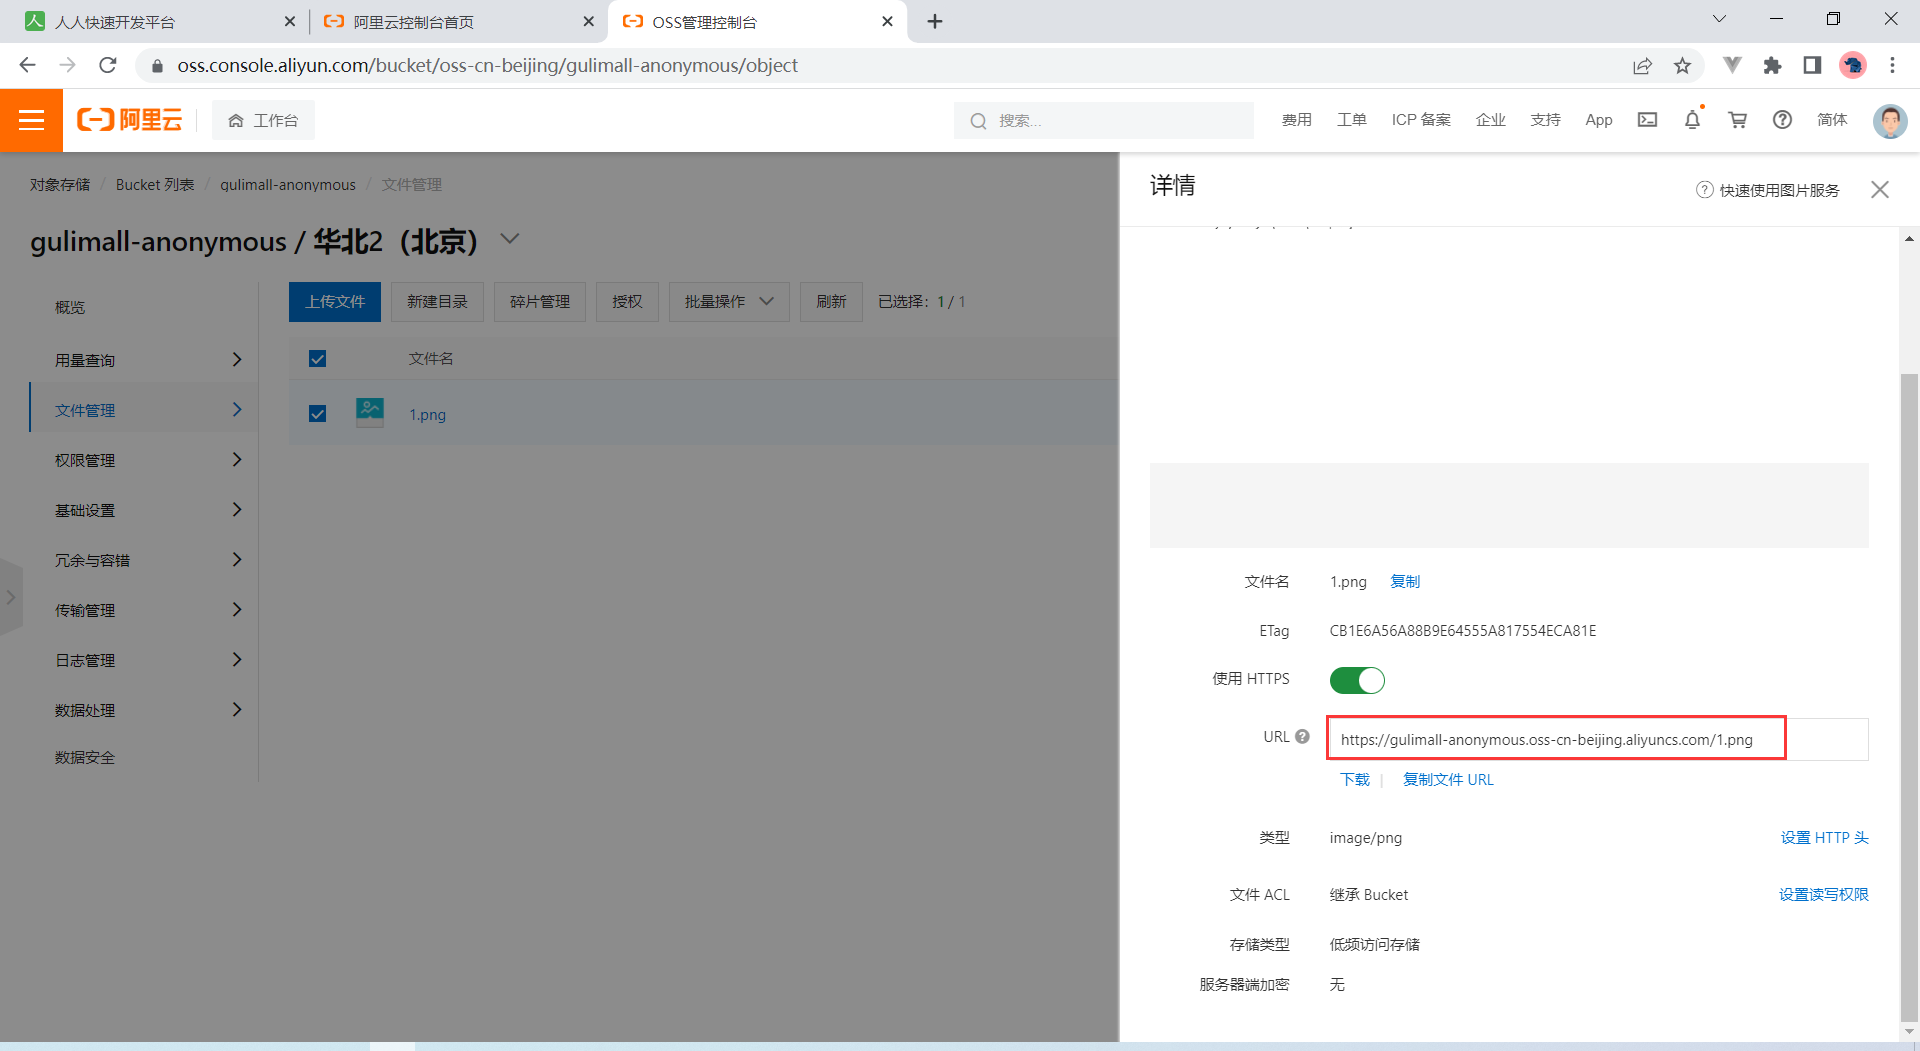 人人快速开发平台
阿里云控制台首页
OSS管理控制台
oss.console.aliyun.com/bucket/oss-cn-beijing/gulimall-anonymous/object
阿里云
工作台
搜索...
费用
工单
ICP 备案
企业
支持
App
简体
对象存储 / Bucket 列表 / gulimall-anonymous / 文件管理
gulimall-anonymous / 华北2（北京）
概览
用量查询
文件管理
权限管理
基础设置
冗余与容错
传输管理
日志管理
数据处理
数据安全
上传文件
新建目录
碎片管理
授权
批量操作
刷新
已选择：1 / 1
文件名
1.png
详情
快速使用图片服务
文件名 1.png 复制
ETag CB1E6A56A88B9E64555A817554ECA81E
使用 HTTPS
URL https://gulimall-anonymous.oss-cn-beijing.aliyuncs.com/1.png
下载 | 复制文件 URL
类型 image/png 设置 HTTP 头
文件 ACL 继承 Bucket 设置读写权限
存储类型 低频访问存储
服务器端加密 无